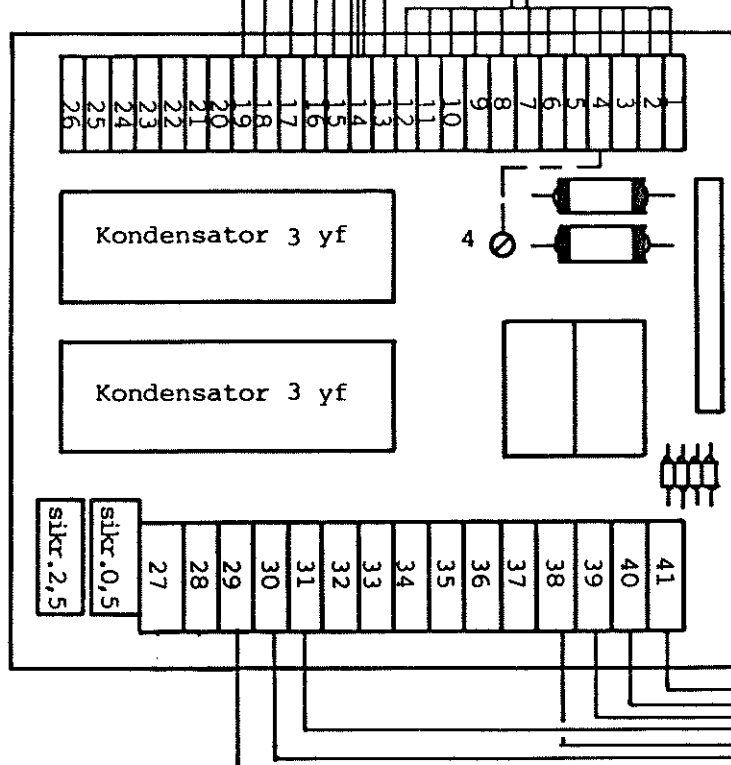 26 25 24 23 22 21 20 19 18 17 16 15 14 13 12 11 10 9 8 7 6 5 4 3 2 1
Kondensator 3 yf
4
Kondensator 3 yf
sikr.2,5
sikr.0,5
27 28 29 30 31 32 33 34 35 36 37 38 39 40 41